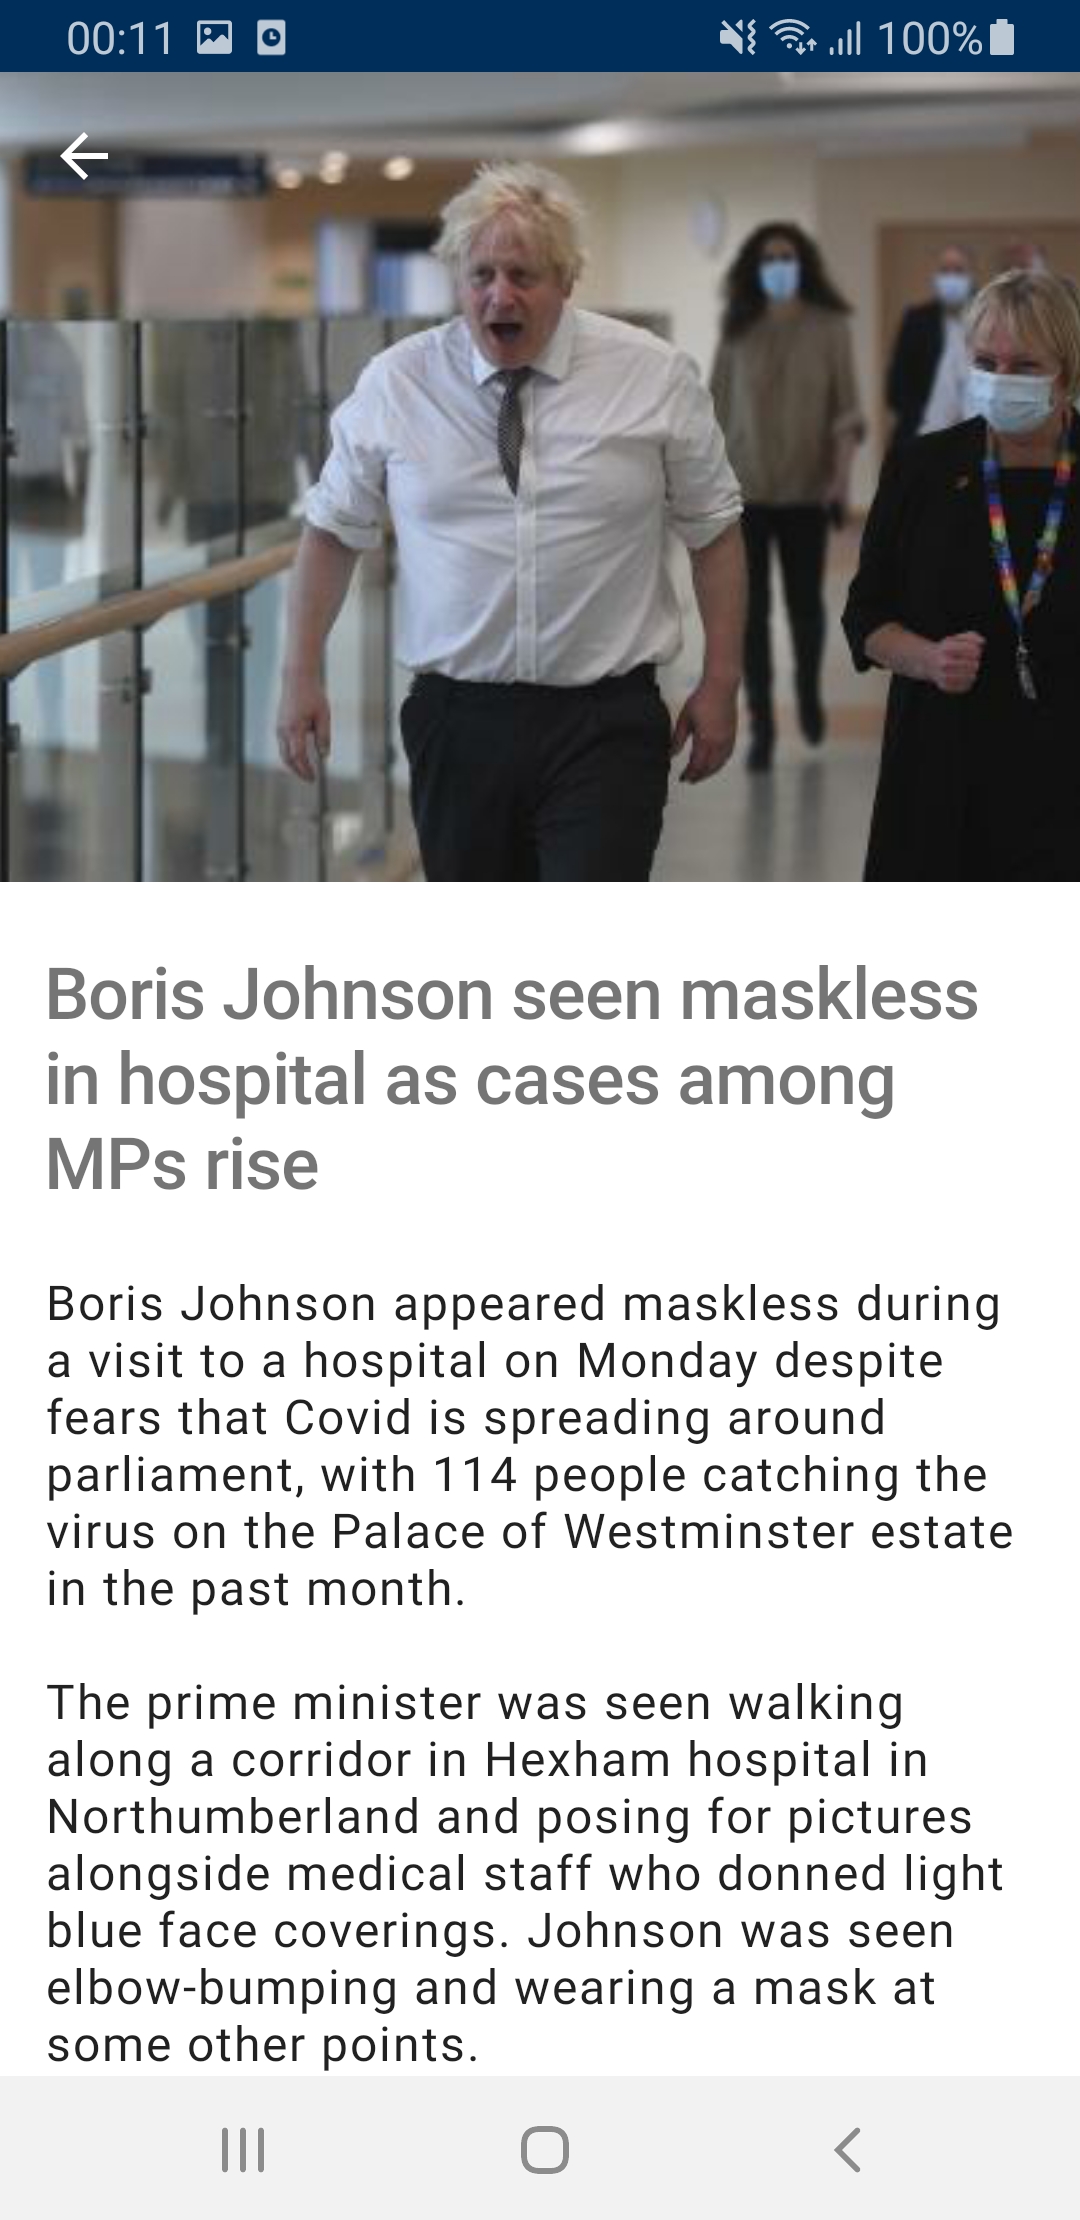 00:11 100%
Boris Johnson seen maskless
in hospital as cases among
MPs rise
Boris Johnson appeared maskless during
a visit to a hospital on Monday despite
fears that Covid is spreading around
parliament, with 114 people catching the
virus on the Palace of Westminster estate
in the past month.
The prime minister was seen walking
along a corridor in Hexham hospital in
Northumberland and posing for pictures
alongside medical staff who donned light
blue face coverings. Johnson was seen
elbow-bumping and wearing a mask at
some other points.